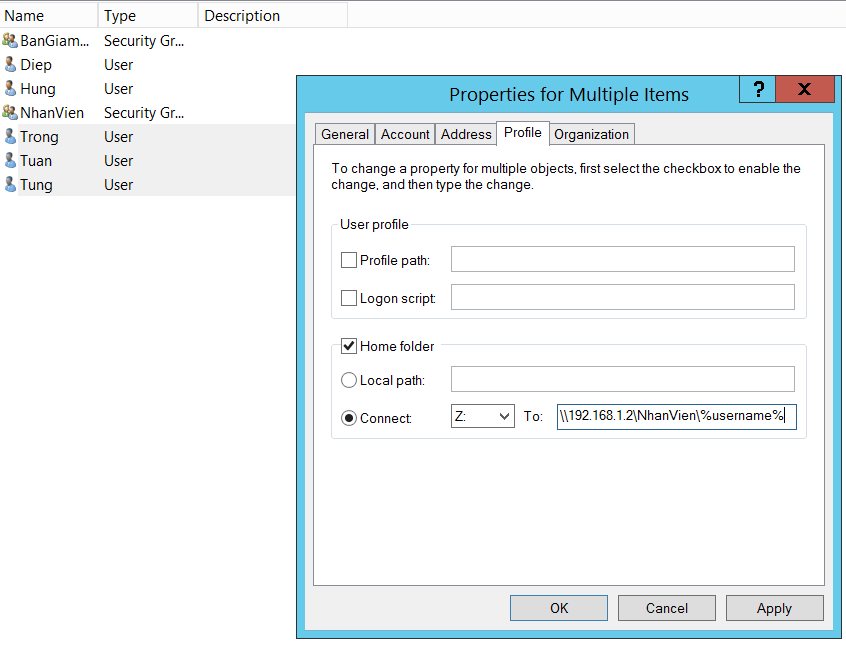 Name Type Description
BanGiam... Security Gr...
Diep User
Hung User
NhanVien Security Gr...
Trong User
Tuan User
Tung User
Properties for Multiple Items ? X
General Account Address Profile Organization
To change a property for multiple objects, first select the checkbox to enable the
change, and then type the change.
User profile
Profile path:
Logon script:
Home folder
Local path:
Connect: Z: To: \\192.168.1.2\NhanVien\%username%
OK Cancel Apply